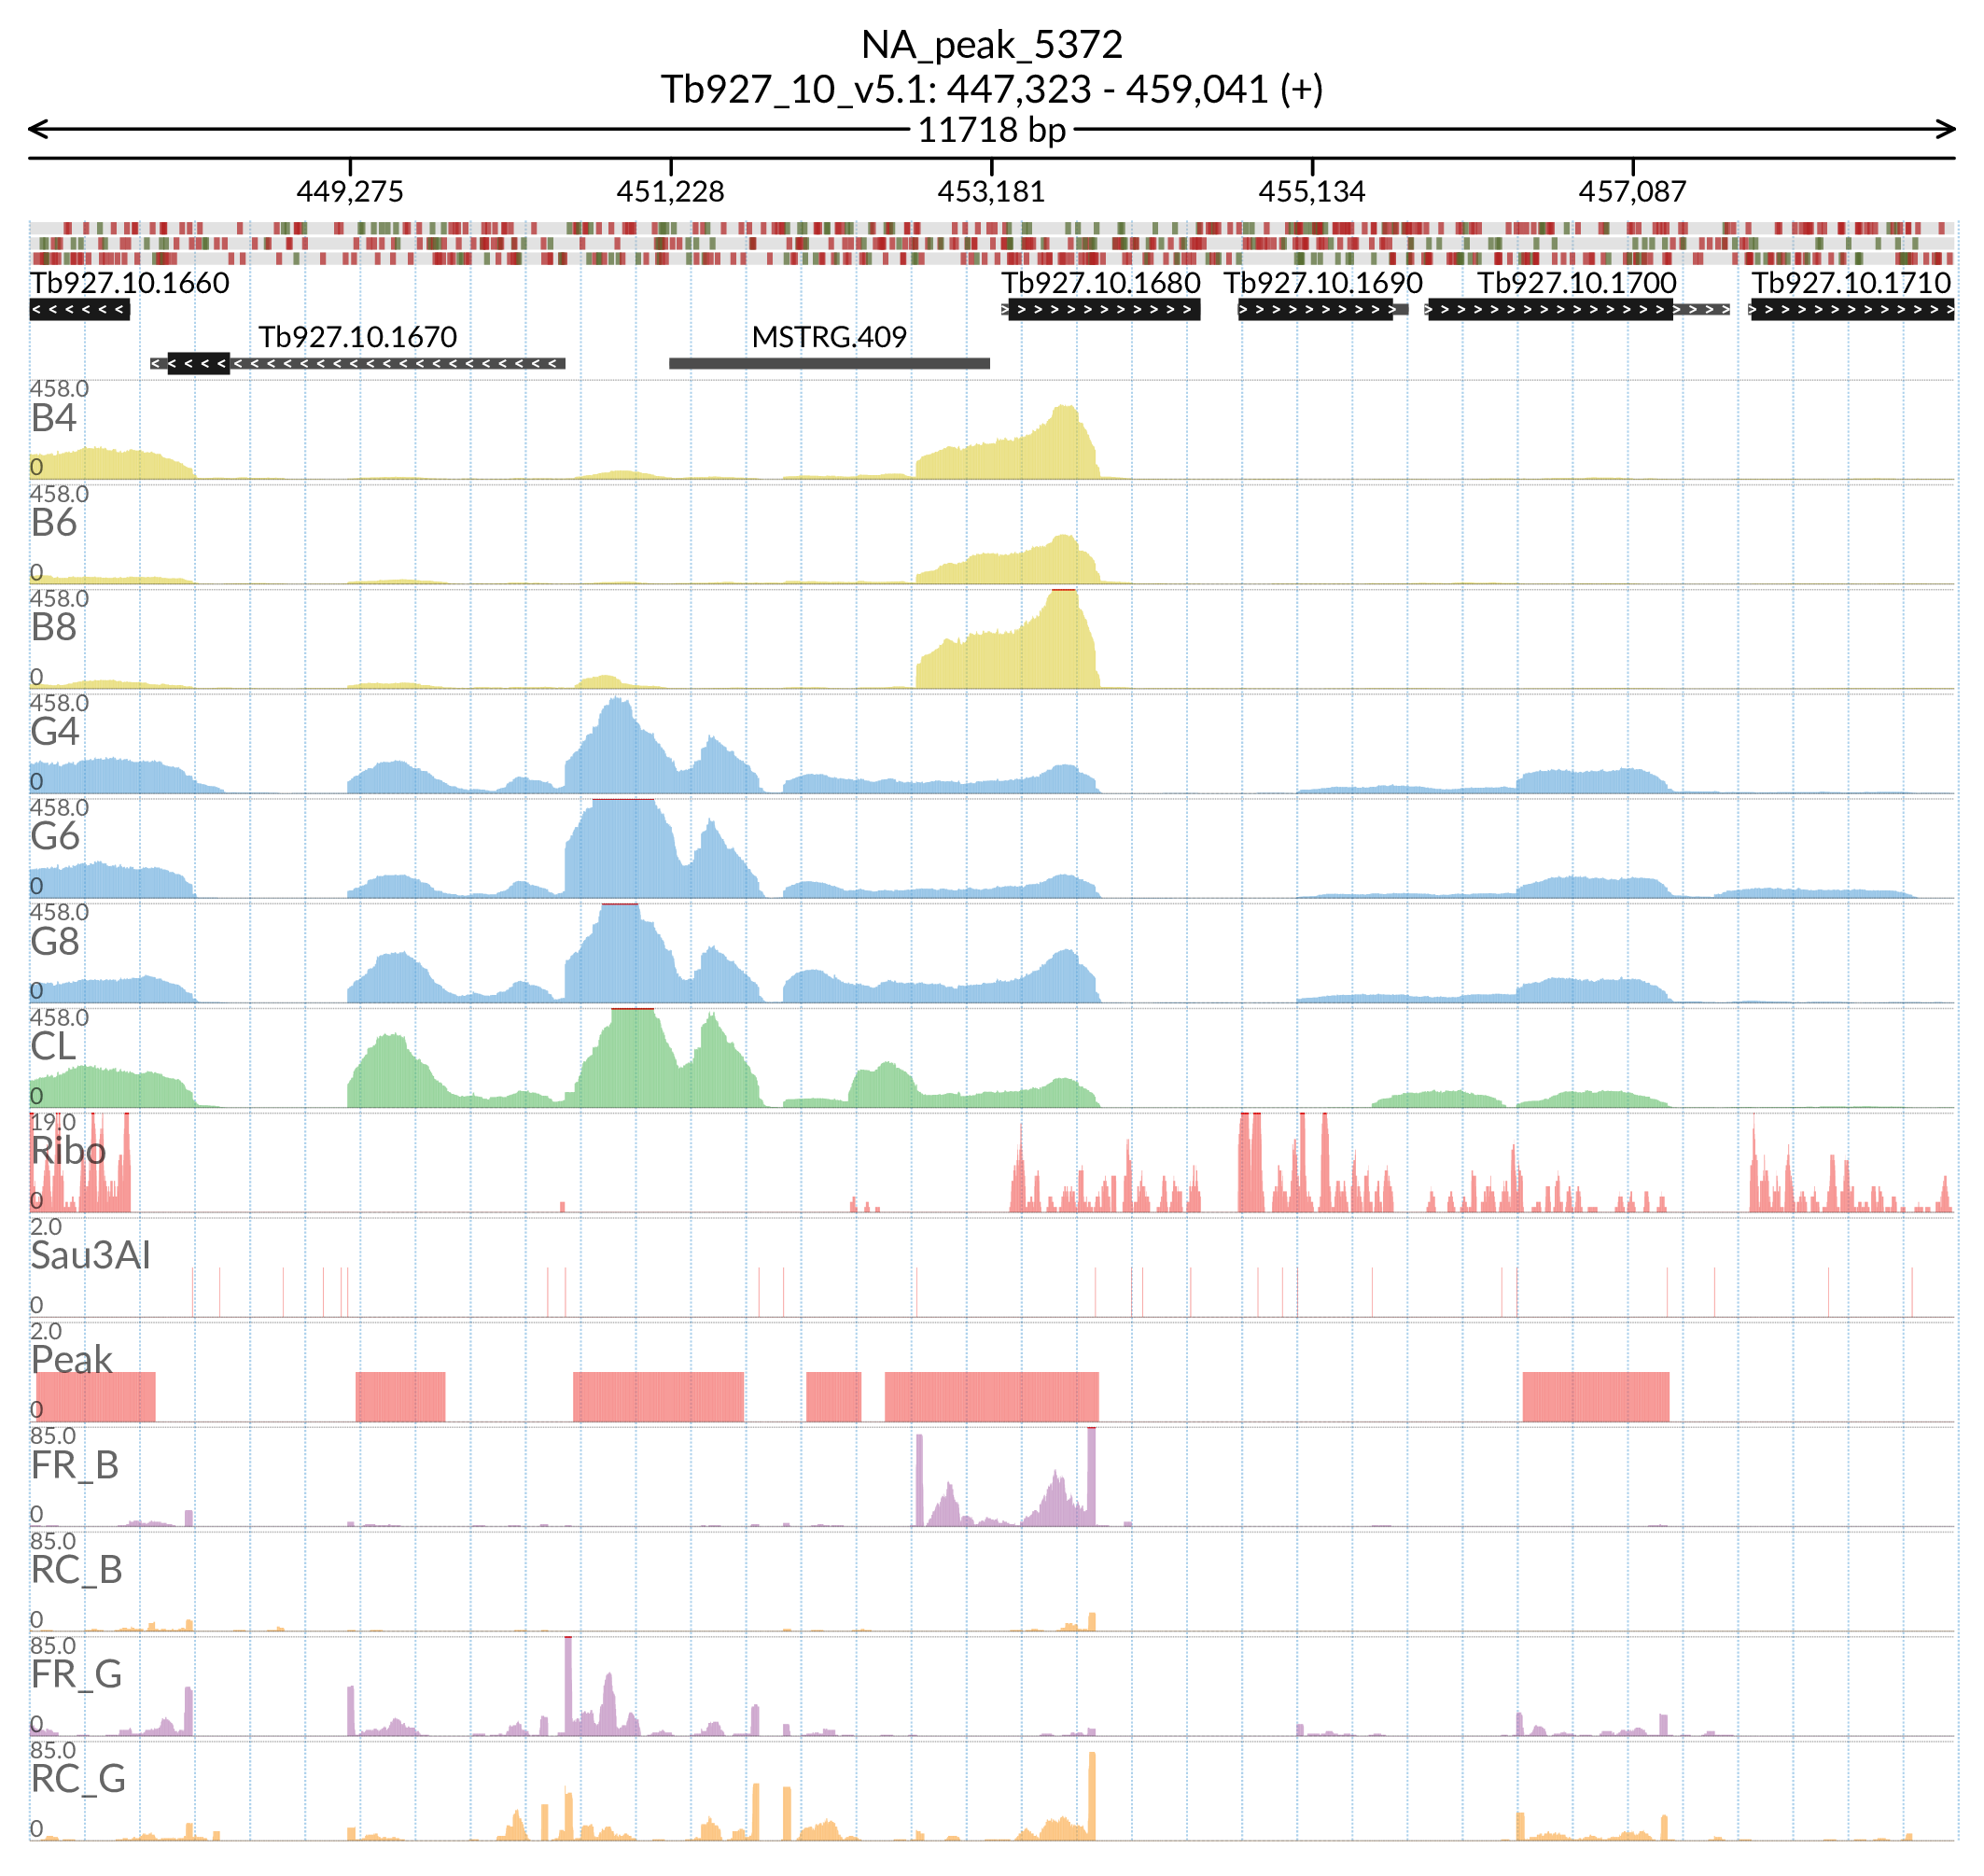 NA_peak_5372
Tb927_10_v5.1: 447,323 - 459,041 (+)
11718 bp
449,275 451,228 453,181 455,134 457,087
Tb927.10.1660 Tb927.10.1680 Tb927.10.1690 Tb927.10.1700 Tb927.10.1710
Tb927.10.1670 MSTRG.409
458.0
B4
0
458.0
B6
0
458.0
B8
0
458.0
G4
0
458.0
G6
0
458.0
G8
0
458.0
CL
0
19.0
Ribo
0
2.0
Sau3AI
0
2.0
Peak
0
85.0
FR_B
0
85.0
RC_B
0
85.0
FR_G
0
85.0
RC_G
0